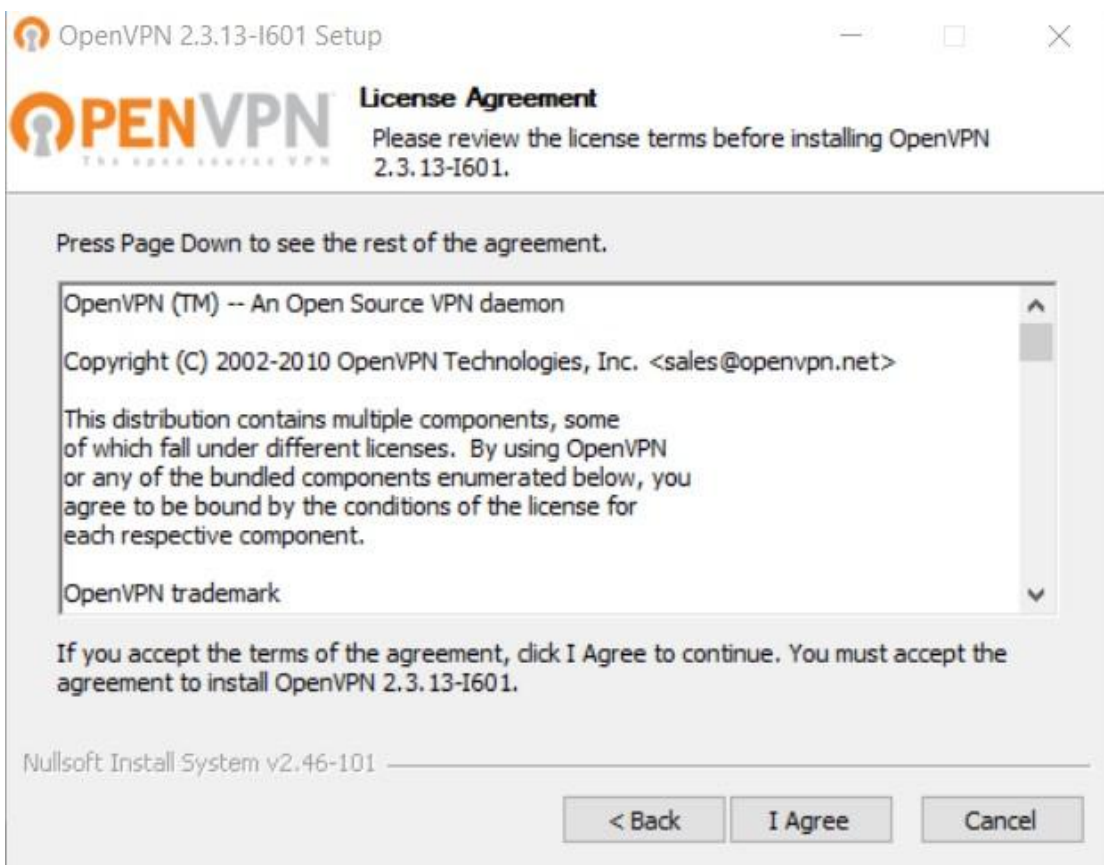 OpenVPN 2.3.13-I601 Setup
OPENVPN
The open source VPN
License Agreement
Please review the license terms before installing OpenVPN
2.3.13-I601.
Press Page Down to see the rest of the agreement.
OpenVPN (TM) -- An Open Source VPN daemon
Copyright (C) 2002-2010 OpenVPN Technologies, Inc. <sales@openvpn.net>
This distribution contains multiple components, some
of which fall under different licenses.  By using OpenVPN
or any of the bundled components enumerated below, you
agree to be bound by the conditions of the license for
each respective component.
OpenVPN trademark
If you accept the terms of the agreement, click I Agree to continue. You must accept the
agreement to install OpenVPN 2.3.13-I601.
Nullsoft Install System v2.46-101
< Back
I Agree
Cancel